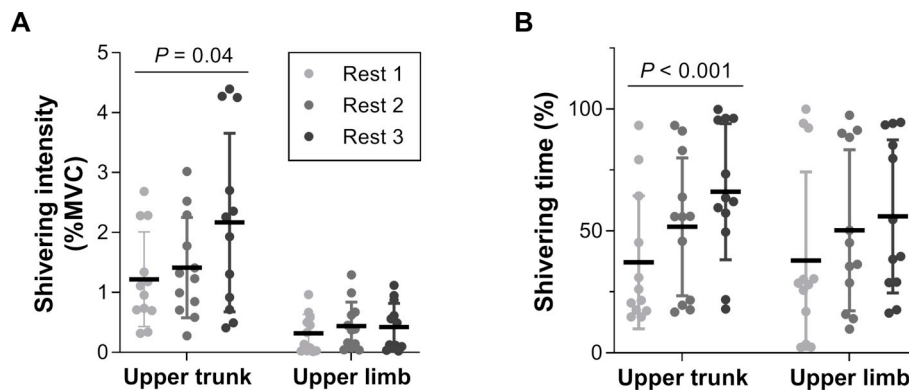 A
Shivering intensity
(%MVC)
5
4
3
2
1
0
P = 0.04
Rest 1
Rest 2
Rest 3
Upper trunk
Upper limb
B
Shivering time (%)
100
50
0
P < 0.001
Upper trunk
Upper limb